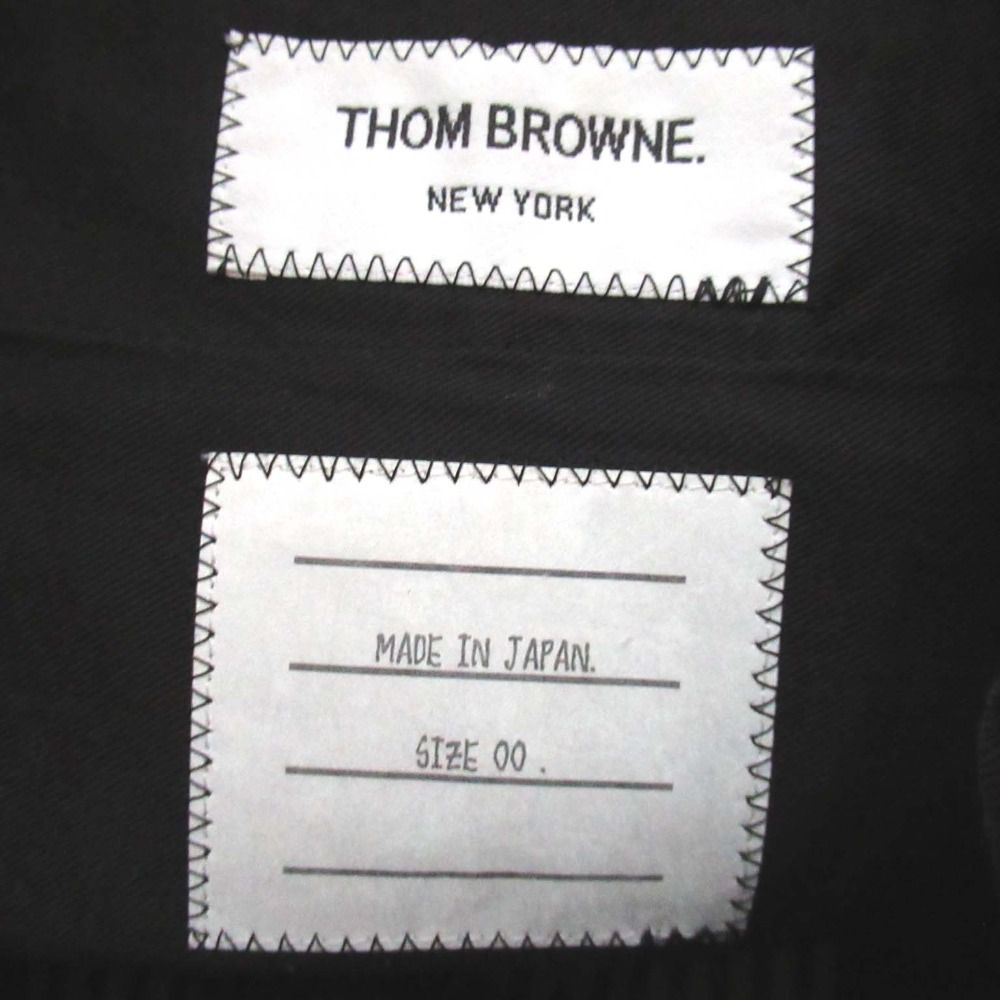 THOM BROWNE.
NEW YORK
MADE IN JAPAN.
SIZE 00 .